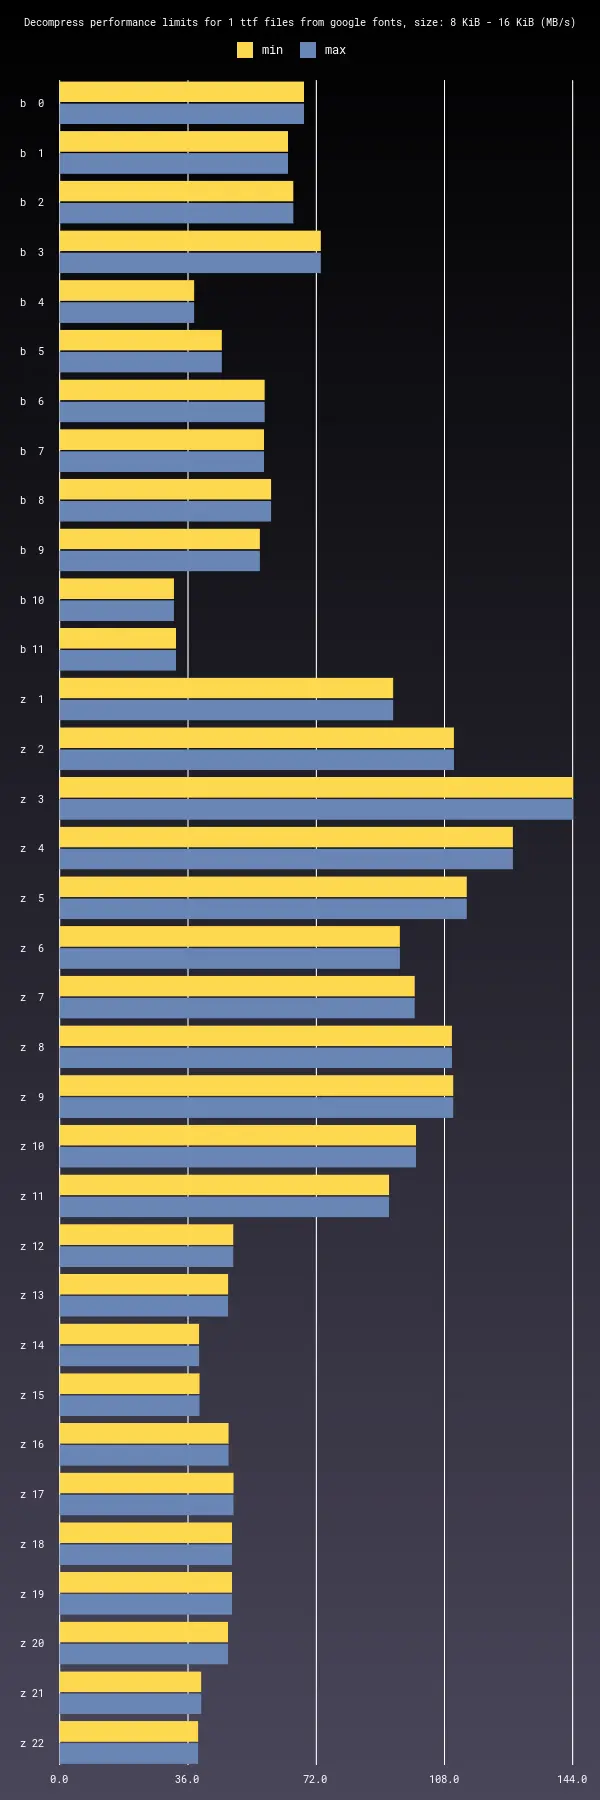 Decompress performance limits for 1 ttf files from google fonts, size: 8 KiB - 16 KiB (MB/s)
min max
b 0
b 1
b 2
b 3
b 4
b 5
b 6
b 7
b 8
b 9
b 10
b 11
z 1
z 2
z 3
z 4
z 5
z 6
z 7
z 8
z 9
z 10
z 11
z 12
z 13
z 14
z 15
z 16
z 17
z 18
z 19
z 20
z 21
z 22
0.0 36.0 72.0 108.0 144.0